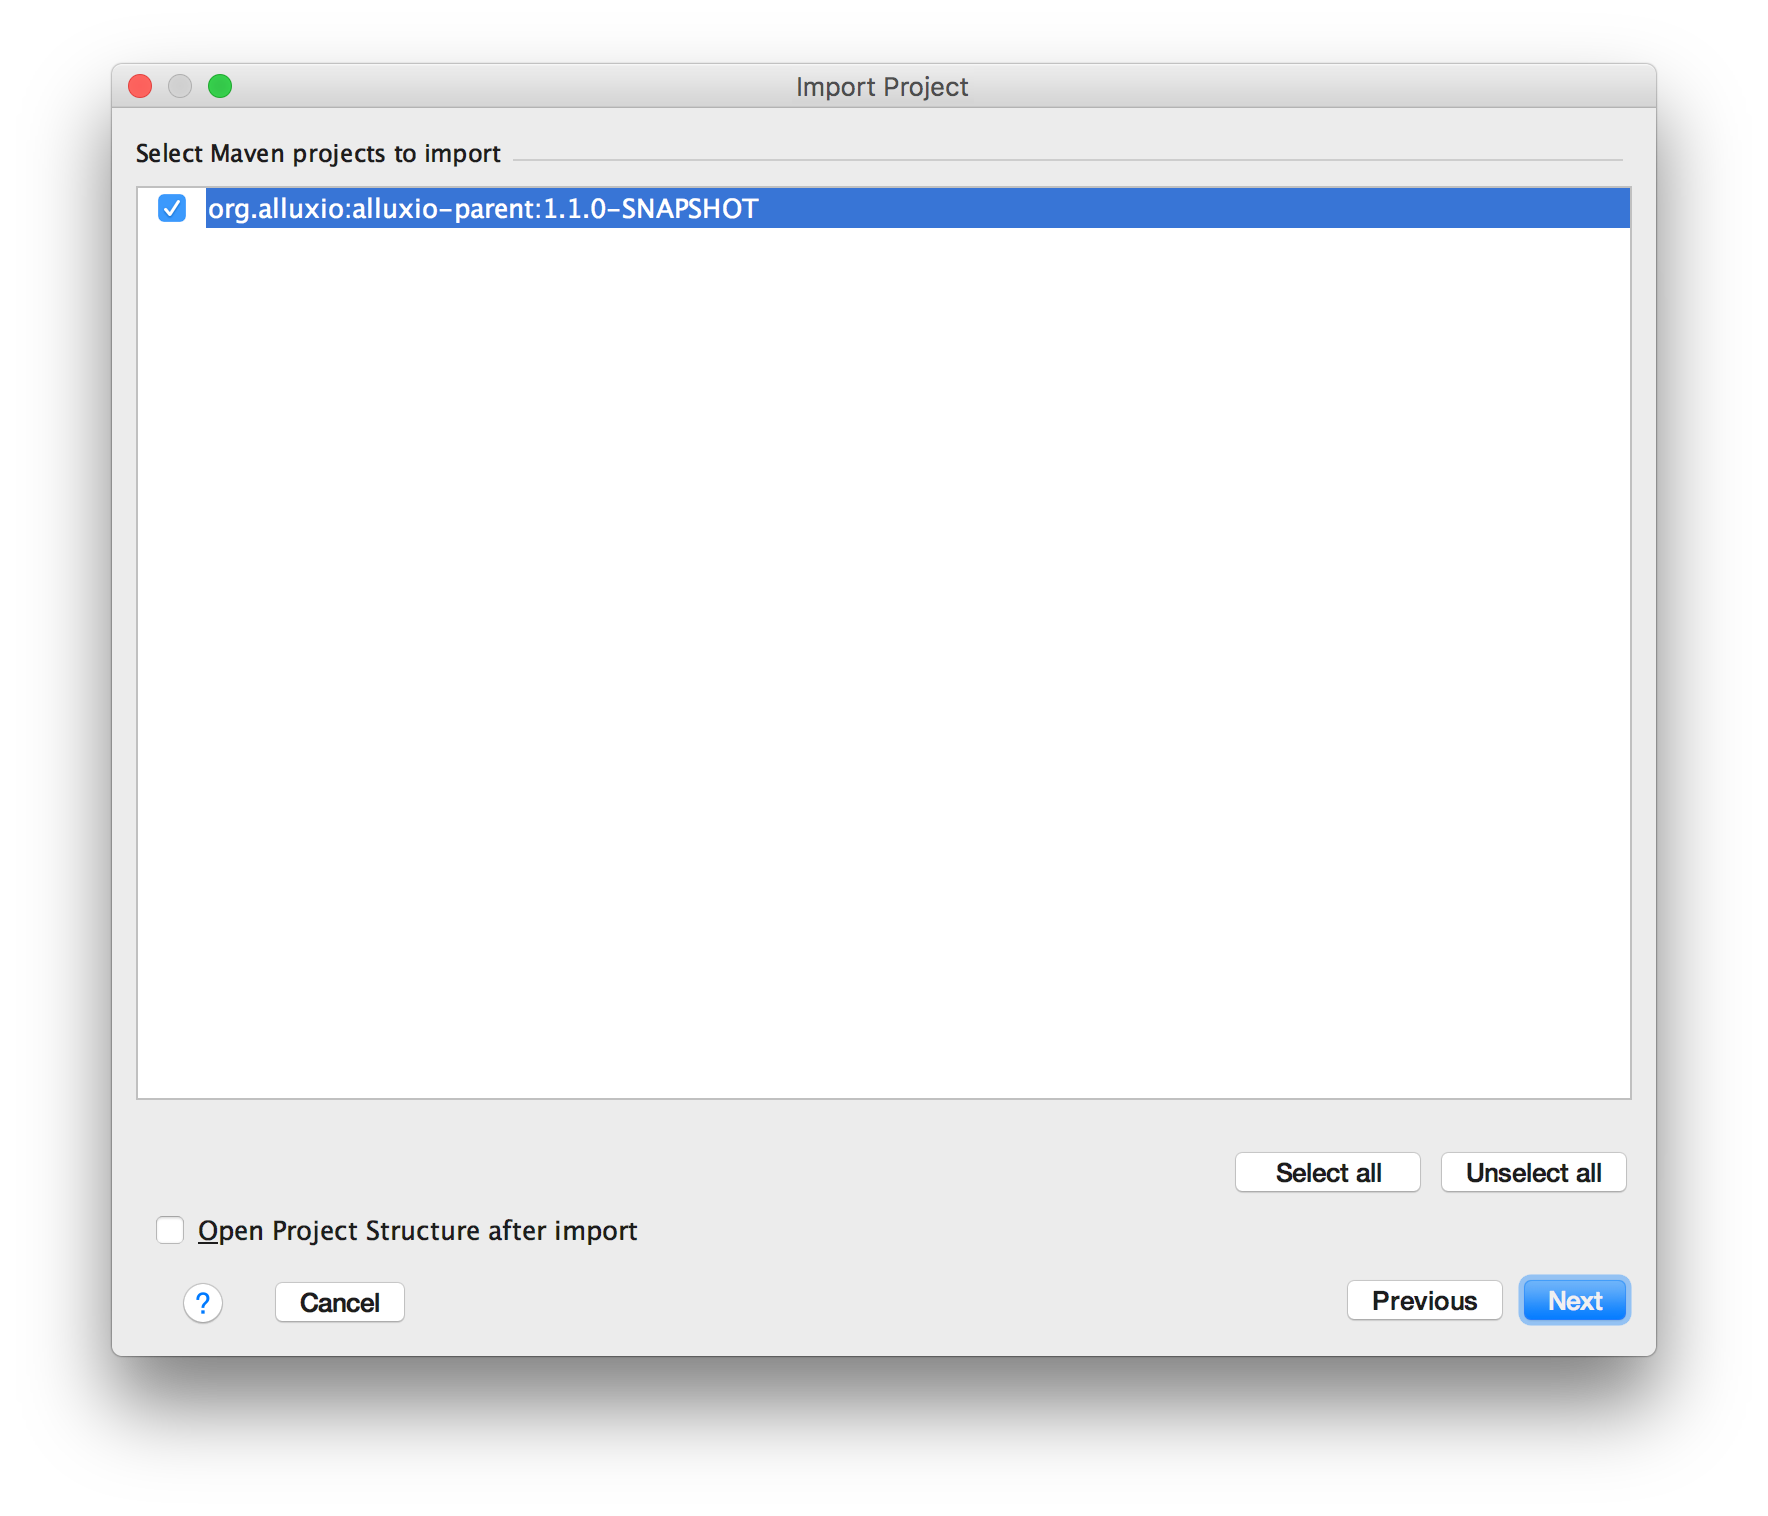 Import Project
Select Maven projects to import
org.alluxio:alluxio-parent:1.1.0-SNAPSHOT
Select all
Unselect all
Open Project Structure after import
?
Cancel
Previous
Next